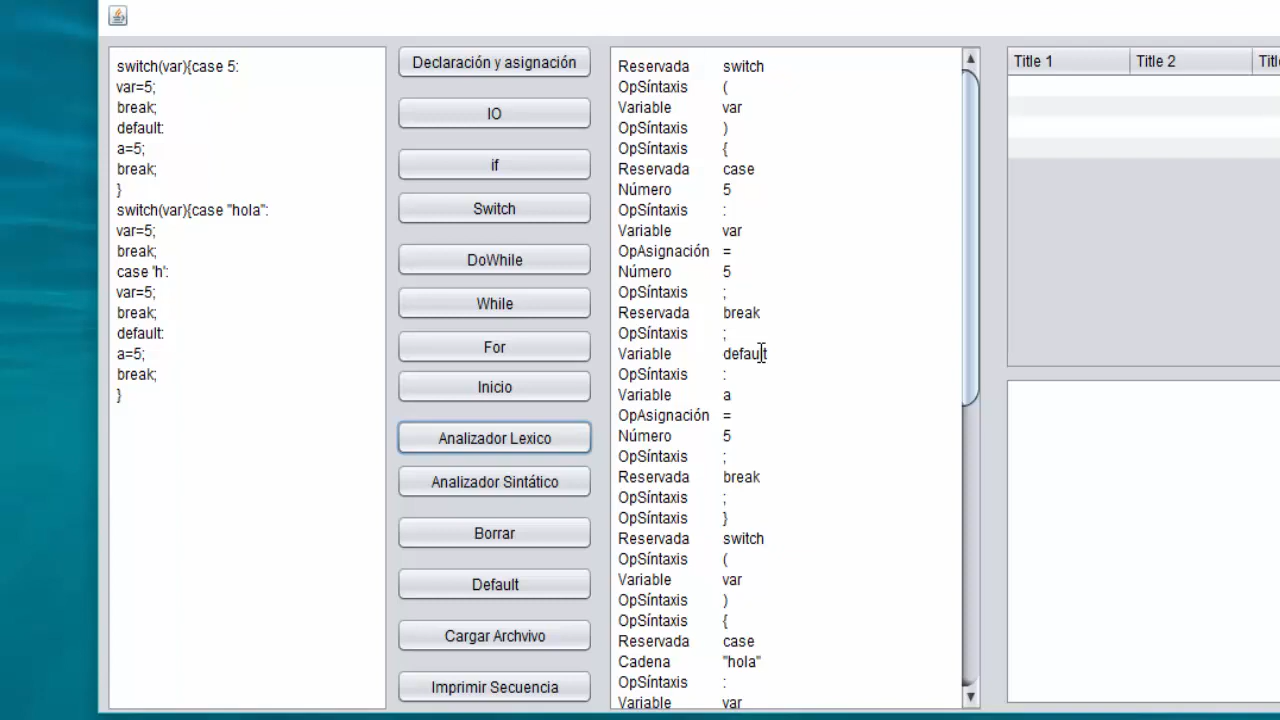 switch(var){case 5:
var=5;
break;
default:
a=5;
break;
}
switch(var){case "hola":
var=5;
break;
case 'h':
var=5;
break;
default:
a=5;
break;
}
Declaración y asignación
IO
if
Switch
DoWhile
While
For
Inicio
Analizador Lexico
Analizador Sintático
Borrar
Default
Cargar Archvivo
Imprimir Secuencia
Reservada switch
OpSíntaxis (
Variable var
OpSíntaxis )
OpSíntaxis {
Reservada case
Número 5
OpSíntaxis :
Variable var
OpAsignación =
Número 5
OpSíntaxis ;
Reservada break
OpSíntaxis ;
Variable default
OpSíntaxis :
Variable a
OpAsignación =
Número 5
OpSíntaxis ;
Reservada break
OpSíntaxis ;
OpSíntaxis }
Reservada switch
OpSíntaxis (
Variable var
OpSíntaxis )
OpSíntaxis {
Reservada case
Cadena "hola"
OpSíntaxis :
Variable var
Title 1 Title 2